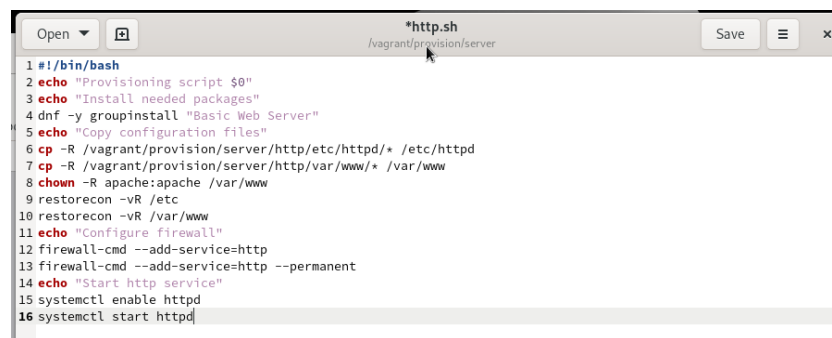 Open
*http.sh
/vagrant/provision/server
Save
1 #!/bin/bash
2 echo "Provisioning script $0"
3 echo "Install needed packages"
4 dnf -y groupinstall "Basic Web Server"
5 echo "Copy configuration files"
6 cp -R /vagrant/provision/server/http/etc/httpd/* /etc/httpd
7 cp -R /vagrant/provision/server/http/var/www/* /var/www
8 chown -R apache:apache /var/www
9 restorecon -vR /etc
10 restorecon -vR /var/www
11 echo "Configure firewall"
12 firewall-cmd --add-service=http
13 firewall-cmd --add-service=http --permanent
14 echo "Start http service"
15 systemctl enable httpd
16 systemctl start httpd